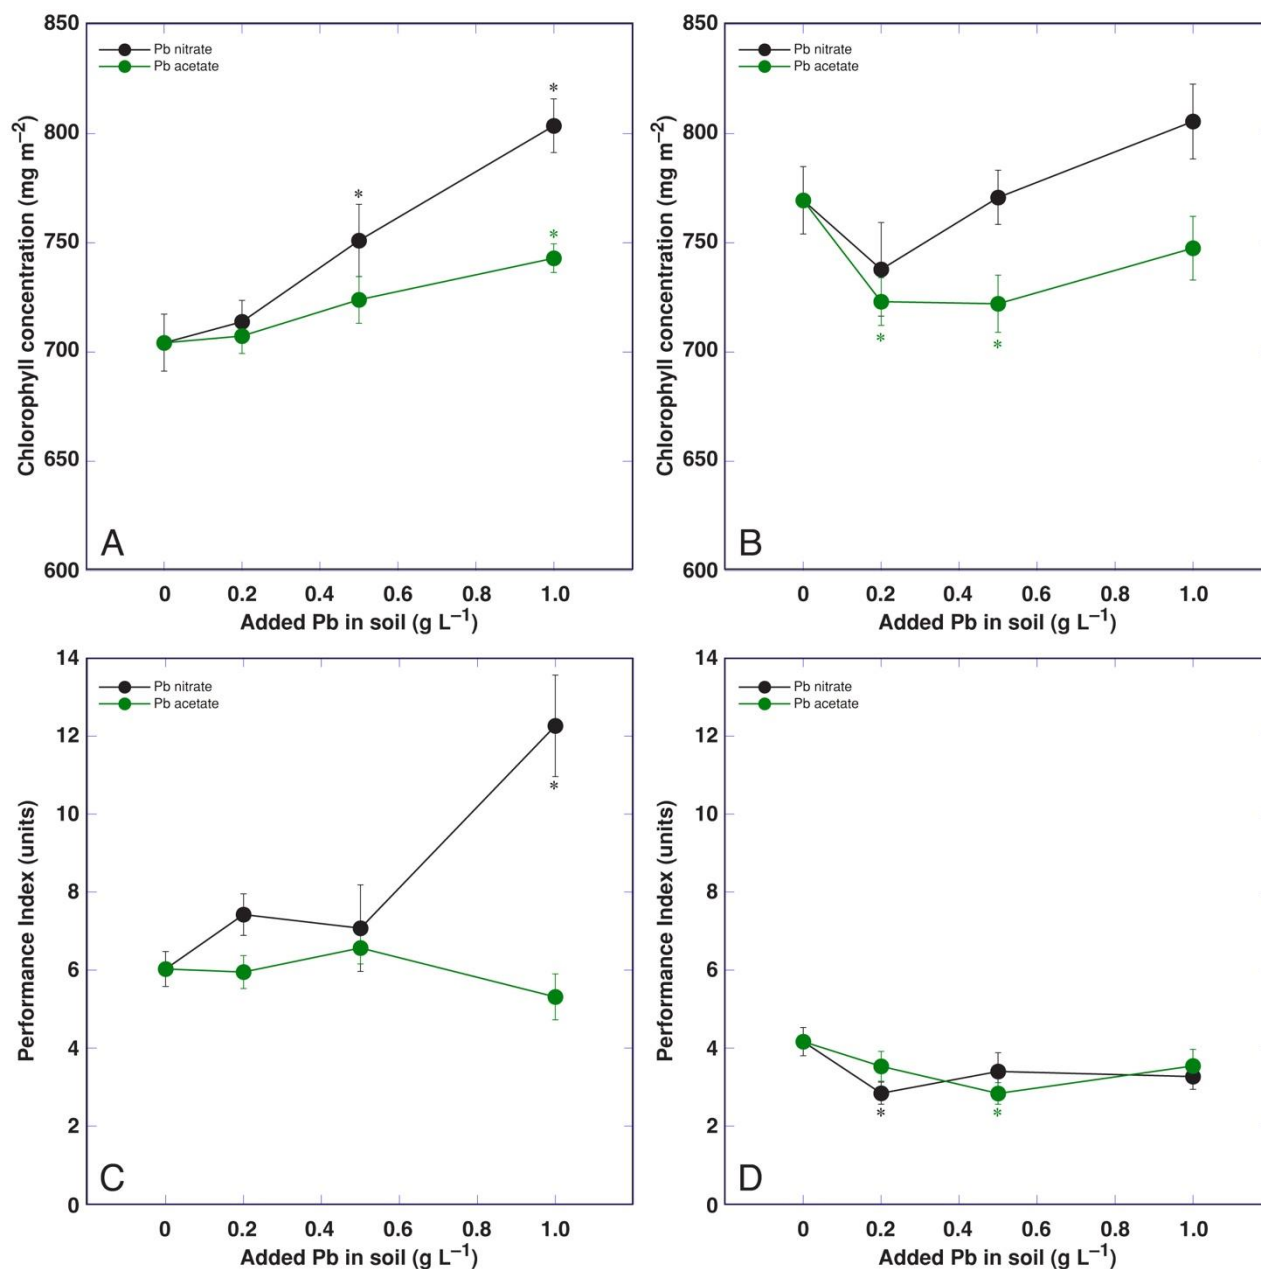 850
800
750
700
650
600
Chlorophyll concentration (mg m⁻²)
Pb nitrate
Pb acetate
*
*
*
A
0 0.2 0.4 0.6 0.8 1.0
Added Pb in soil (g L⁻¹)
850
800
750
700
650
600
Chlorophyll concentration (mg m⁻²)
Pb nitrate
Pb acetate
*
*
B
0 0.2 0.4 0.6 0.8 1.0
Added Pb in soil (g L⁻¹)
14
12
10
8
6
4
2
0
Performance Index (units)
Pb nitrate
Pb acetate
*
C
0 0.2 0.4 0.6 0.8 1.0
Added Pb in soil (g L⁻¹)
14
12
10
8
6
4
2
0
Performance Index (units)
Pb nitrate
Pb acetate
*
*
D
0 0.2 0.4 0.6 0.8 1.0
Added Pb in soil (g L⁻¹)